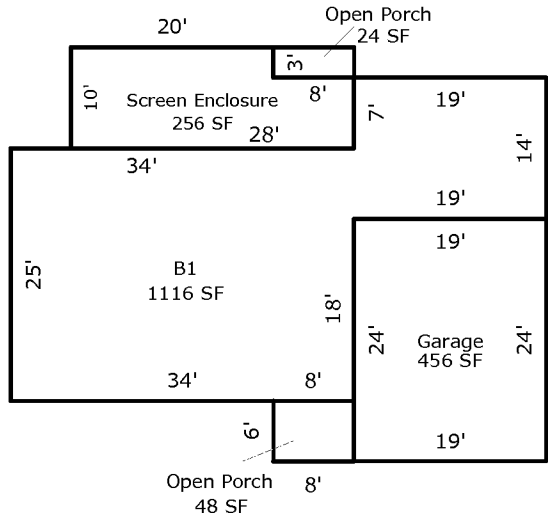 Open Porch
24 SF
20'
3'
8'
10'
Screen Enclosure
256 SF
28'
7'
19'
14'
34'
19'
19'
25'
B1
1116 SF
18'
24'
Garage
456 SF
24'
34'
8'
6'
19'
Open Porch
48 SF
8'